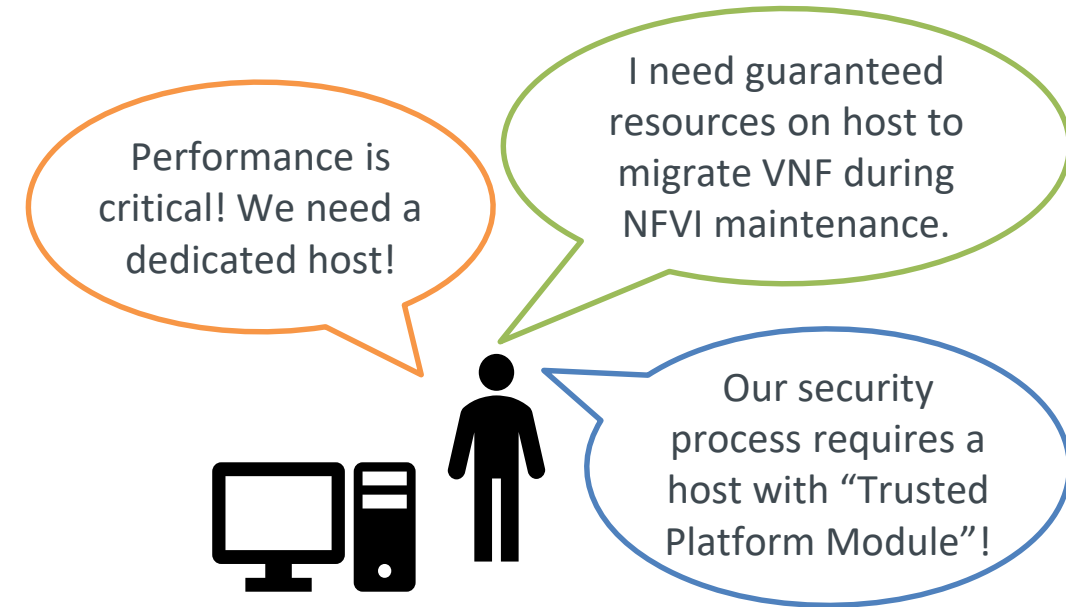 Performance is
critical! We need a
dedicated host!
I need guaranteed
resources on host to
migrate VNF during
NFVI maintenance.
Our security
process requires a
host with “Trusted
Platform Module”!